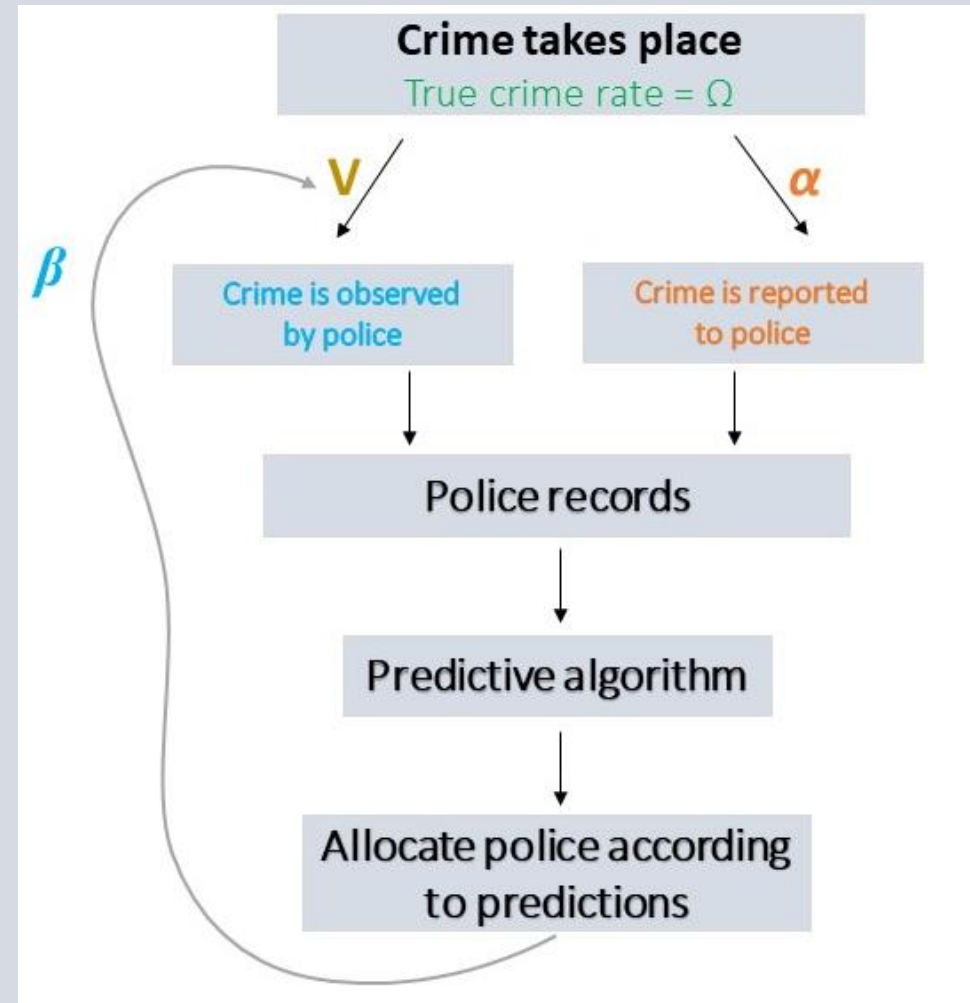 Crime takes place
True crime rate = Ω
V
α
β
Crime is observed
by police
Crime is reported
to police
Police records
Predictive algorithm
Allocate police according
to predictions